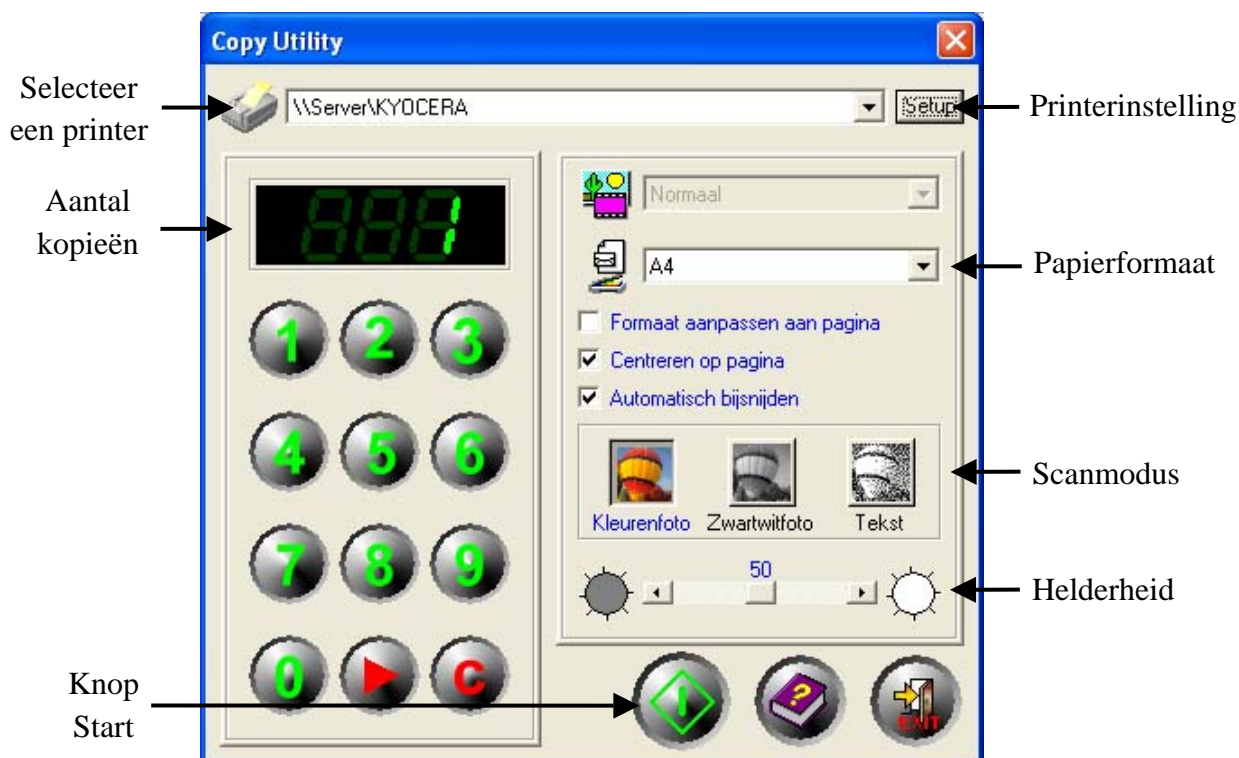 Copy Utility
Selecteer
een printer
\\Server\KYOCERA
Setup
Printerinstelling
Aantal
kopieën
1
Normaal
A4
Papierformaat
Formaat aanpassen aan pagina
Centreren op pagina
Automatisch bijsnijden
1 2 3
4 5 6
7 8 9
0 C
Kleurenfoto Zwartwitfoto Tekst
Scanmodus
50
Helderheid
Knop
Start
EXIT